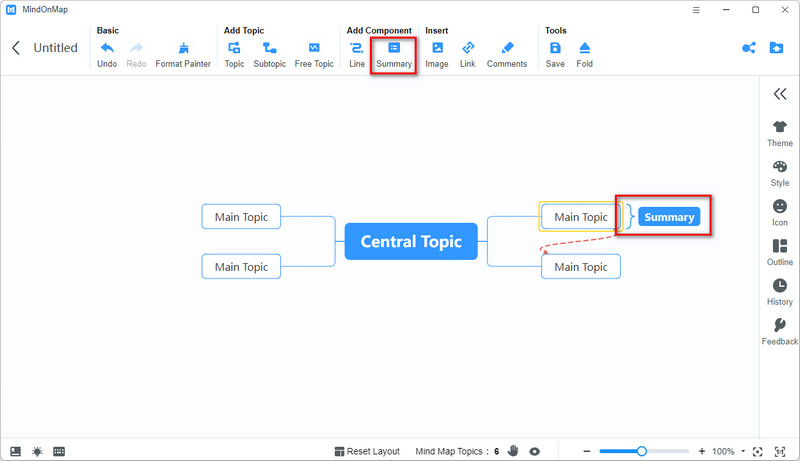 MindOnMap
Untitled
Basic
Undo
Redo
Format Painter
Add Topic
Topic
Subtopic
Free Topic
Add Component
Line
Summary
Insert
Image
Link
Comments
Tools
Save
Fold
Main Topic
Main Topic
Central Topic
Main Topic
Summary
Main Topic
Theme
Style
Icon
Outline
History
Feedback
Reset Layout
Mind Map Topics : 6
100%